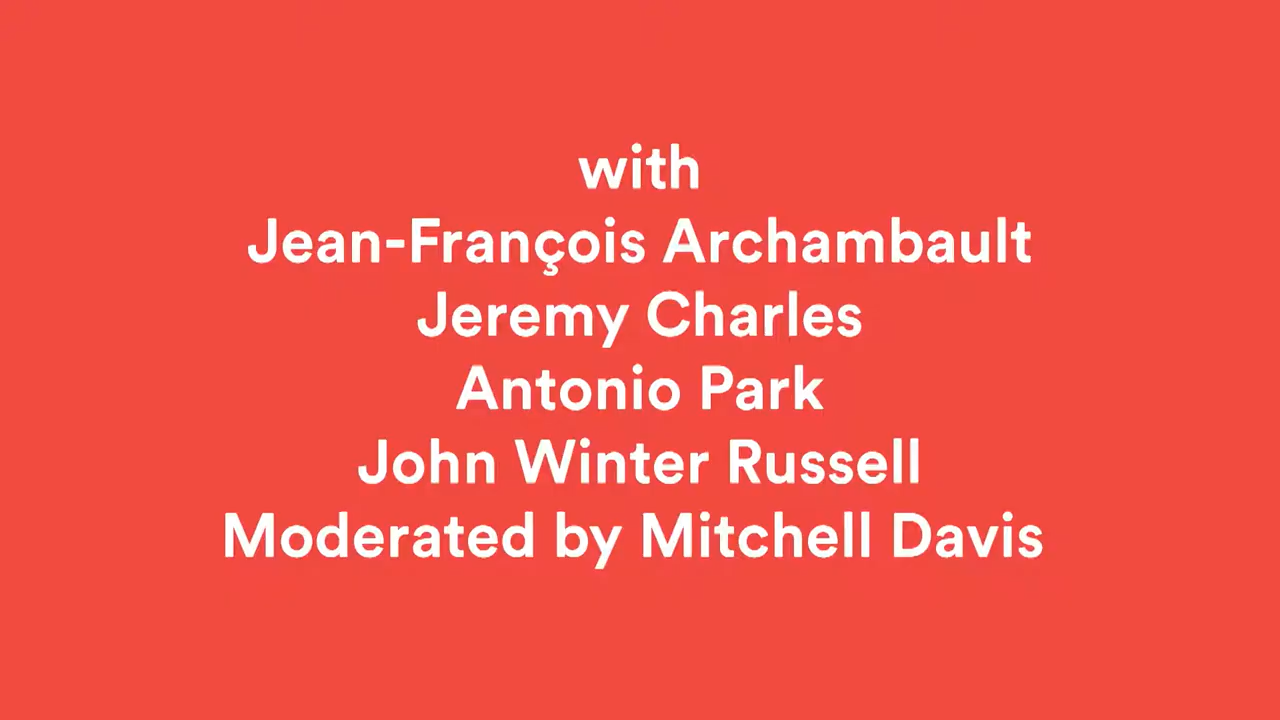 with
Jean-François Archambault
Jeremy Charles
Antonio Park
John Winter Russell
Moderated by Mitchell Davis